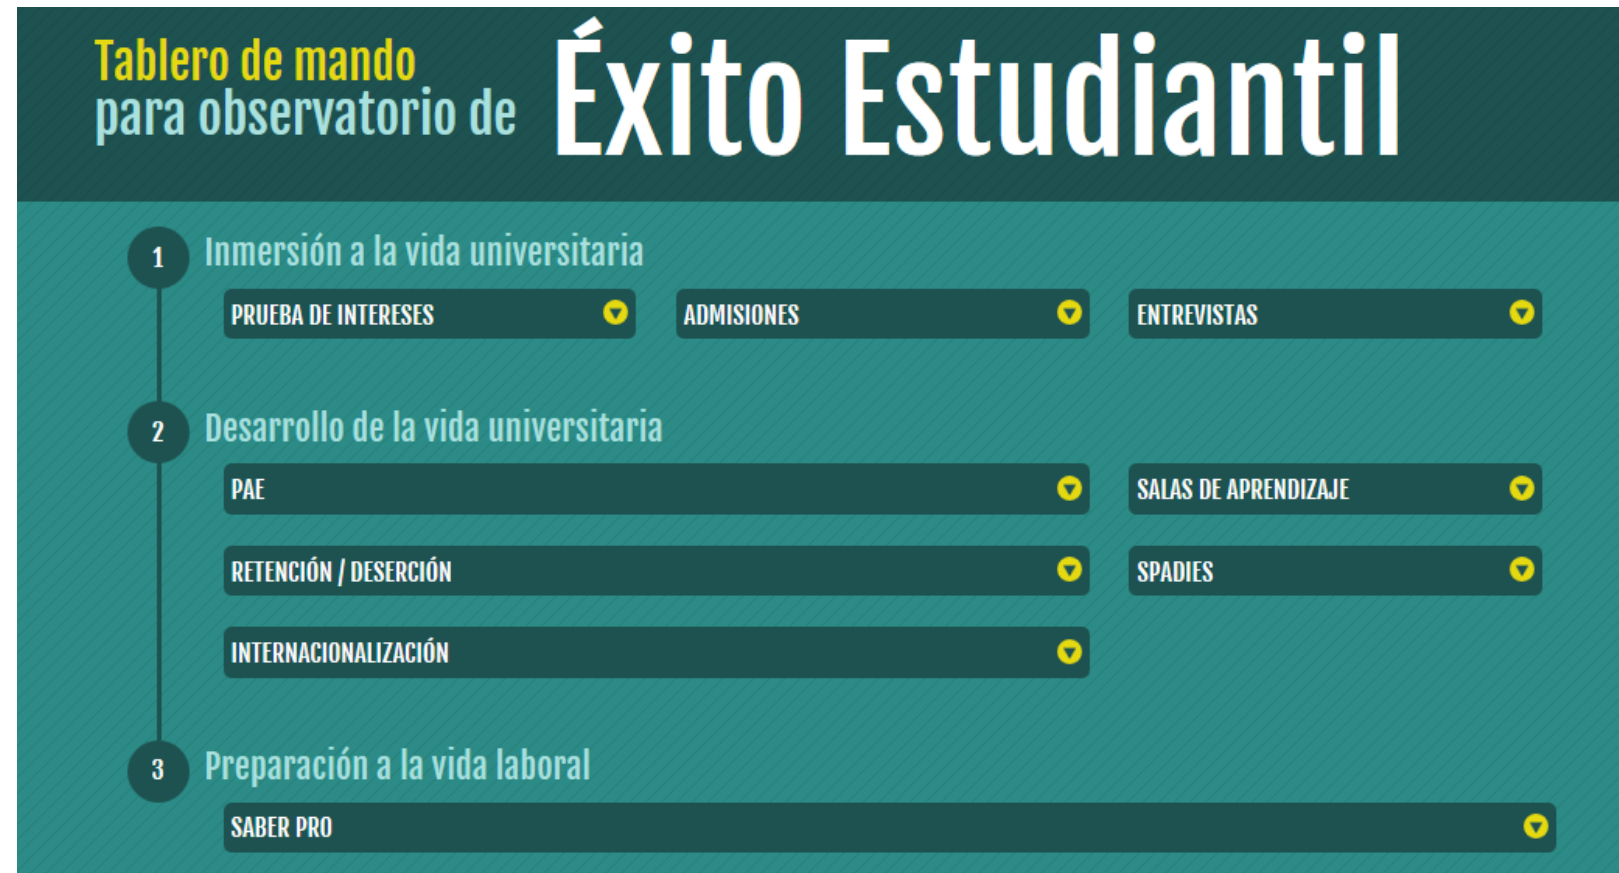 Tablero de mando
para observatorio de
Éxito Estudiantil
1
Inmersión a la vida universitaria
PRUEBA DE INTERESES
ADMISIONES
ENTREVISTAS
2
Desarrollo de la vida universitaria
PAE
SALAS DE APRENDIZAJE
RETENCIÓN / DESERCIÓN
SPADIES
INTERNACIONALIZACIÓN
3
Preparación a la vida laboral
SABER PRO